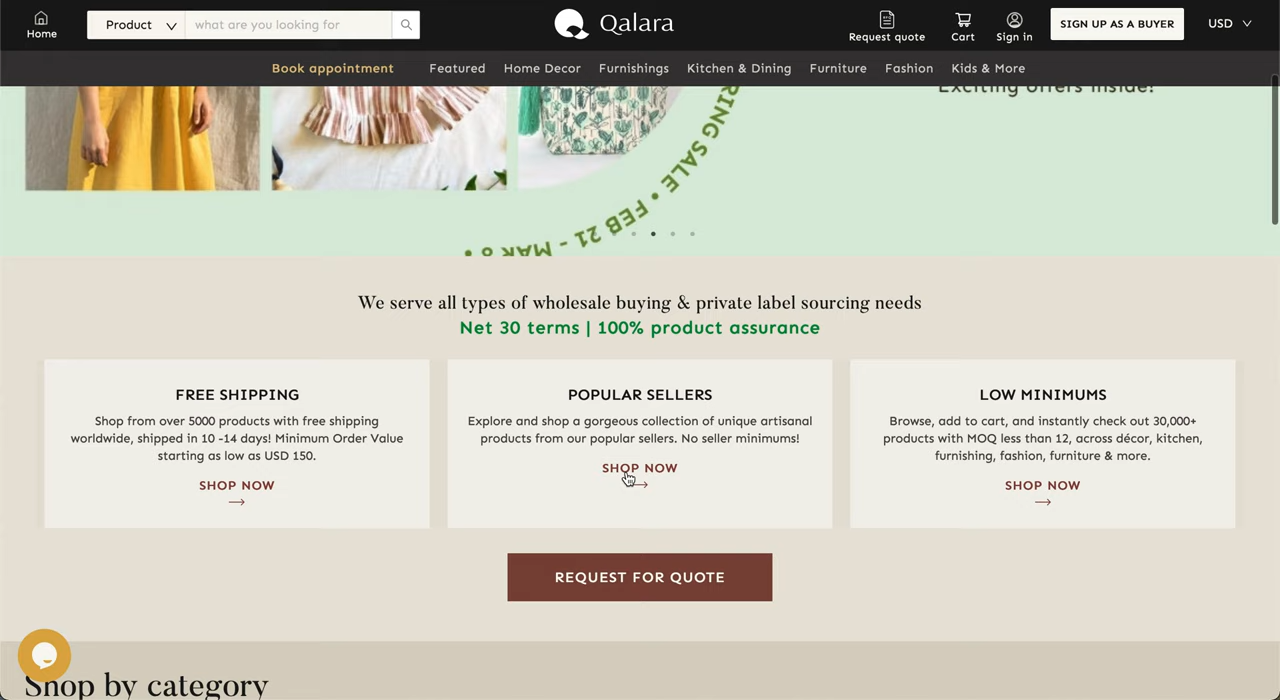 Home
Product
what are you looking for
Qalara
Request quote
Cart
Sign in
SIGN UP AS A BUYER
USD
Book appointment
Featured
Home Decor
Furnishings
Kitchen & Dining
Furniture
Fashion
Kids & More
Exciting offers inside!
RING SALE • FEB 21 - MAR 8 •
We serve all types of wholesale buying & private label sourcing needs
Net 30 terms | 100% product assurance
FREE SHIPPING
Shop from over 5000 products with free shipping
worldwide, shipped in 10 -14 days! Minimum Order Value
starting as low as USD 150.
SHOP NOW
POPULAR SELLERS
Explore and shop a gorgeous collection of unique artisanal
products from our popular sellers. No seller minimums!
SHOP NOW
LOW MINIMUMS
Browse, add to cart, and instantly check out 30,000+
products with MOQ less than 12, across décor, kitchen,
furnishing, fashion, furniture & more.
SHOP NOW
REQUEST FOR QUOTE
Shop by category